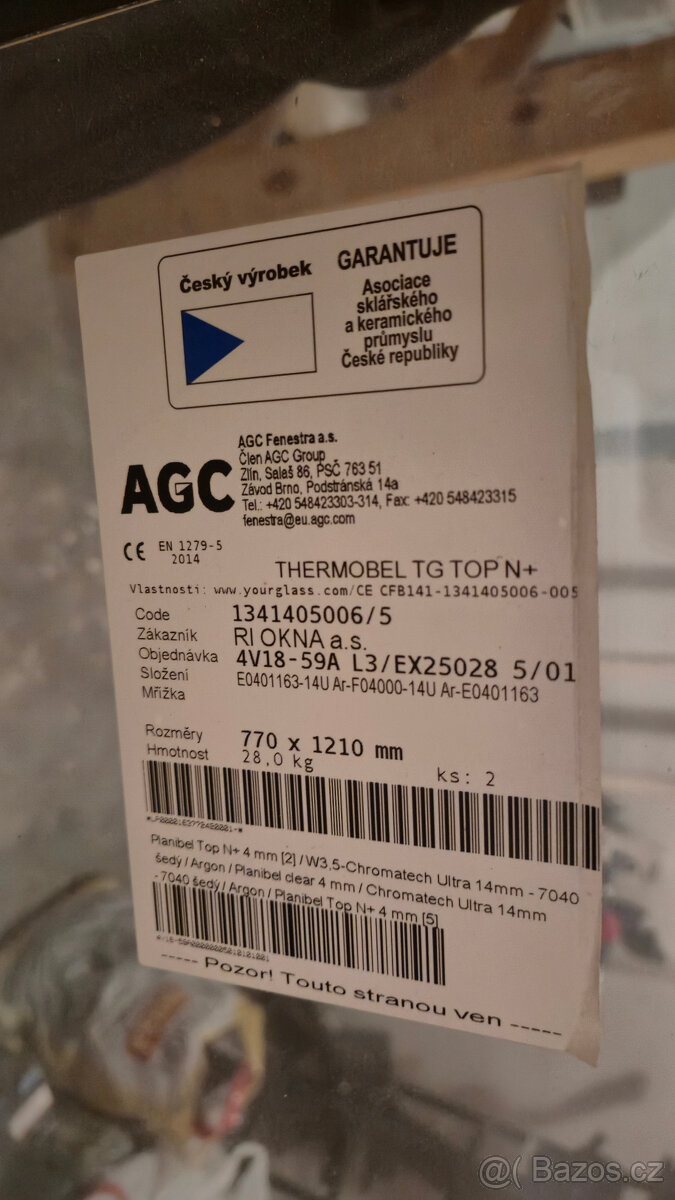 Český výrobek
GARANTUJE
Asociace
sklářského
a keramického
průmyslu
České republiky
AGC
AGC Fenestra a.s.
Člen AGC Group
Zlín, Salaš 86, PSČ 763 51
Závod Brno, Podstránská 14a
Tel.: +420 548423303-314, Fax: +420 548423315
fenestra@eu.agc.com
CE EN 1279-5
2014
THERMOBEL TG TOP N+
Vlastnosti: www.yourglass.com/CE CFB141-1341405006-005
Code 1341405006/5
Zákazník RI OKNA a.s.
Objednávka 4V18-59A L3/EX25028 5/01
Složení E0401163-14U Ar-F04000-14U Ar-E0401163
Mřížka
Rozměry 770 x 1210 mm
Hmotnost 28,0 kg ks: 2
Planibel Top N+ 4 mm [2] / W3,5-Chromatech Ultra 14mm - 7040
šedý / Argon / Planibel clear 4 mm / Chromatech Ultra 14mm
- 7040 šedý / Argon / Planibel Top N+ 4 mm [5]
----- Pozor! Touto stranou ven -----
@( Bazos.cz